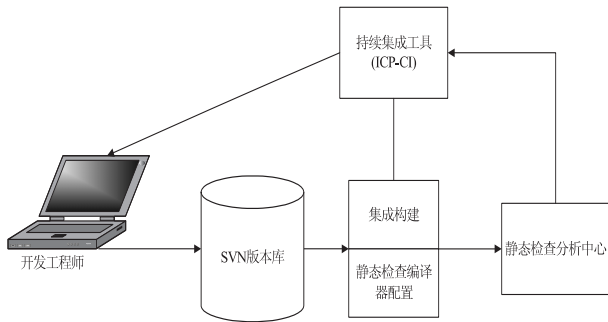 持续集成工具
(ICP-CI)
开发工程师
SVN版本库
集成构建
静态检查编译
器配置
静态检查分析中心